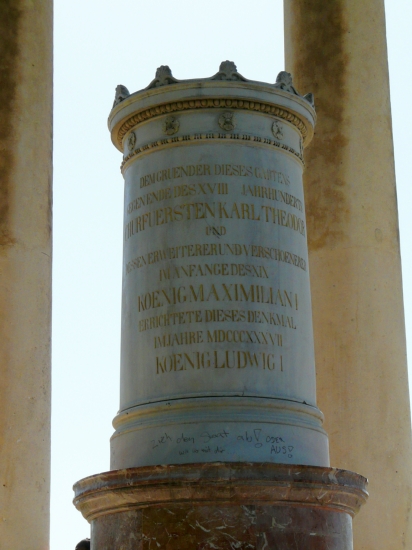 DEM GRUENDER DIESES GARTENS
GEGEN ENDE DES XVIII JAHRHUNDERTS
CHURFUERSTEN KARL THEODOR
UND
DESSEN ERWEITERER UND VERSCHOENERER
IM ANFANGE DES XIX
KOENIG MAXIMILIAN I
ERRICHTETE DIESES DENKMAL
IM JAHRE MDCCCXXXVII
KOENIG LUDWIG I
AUS